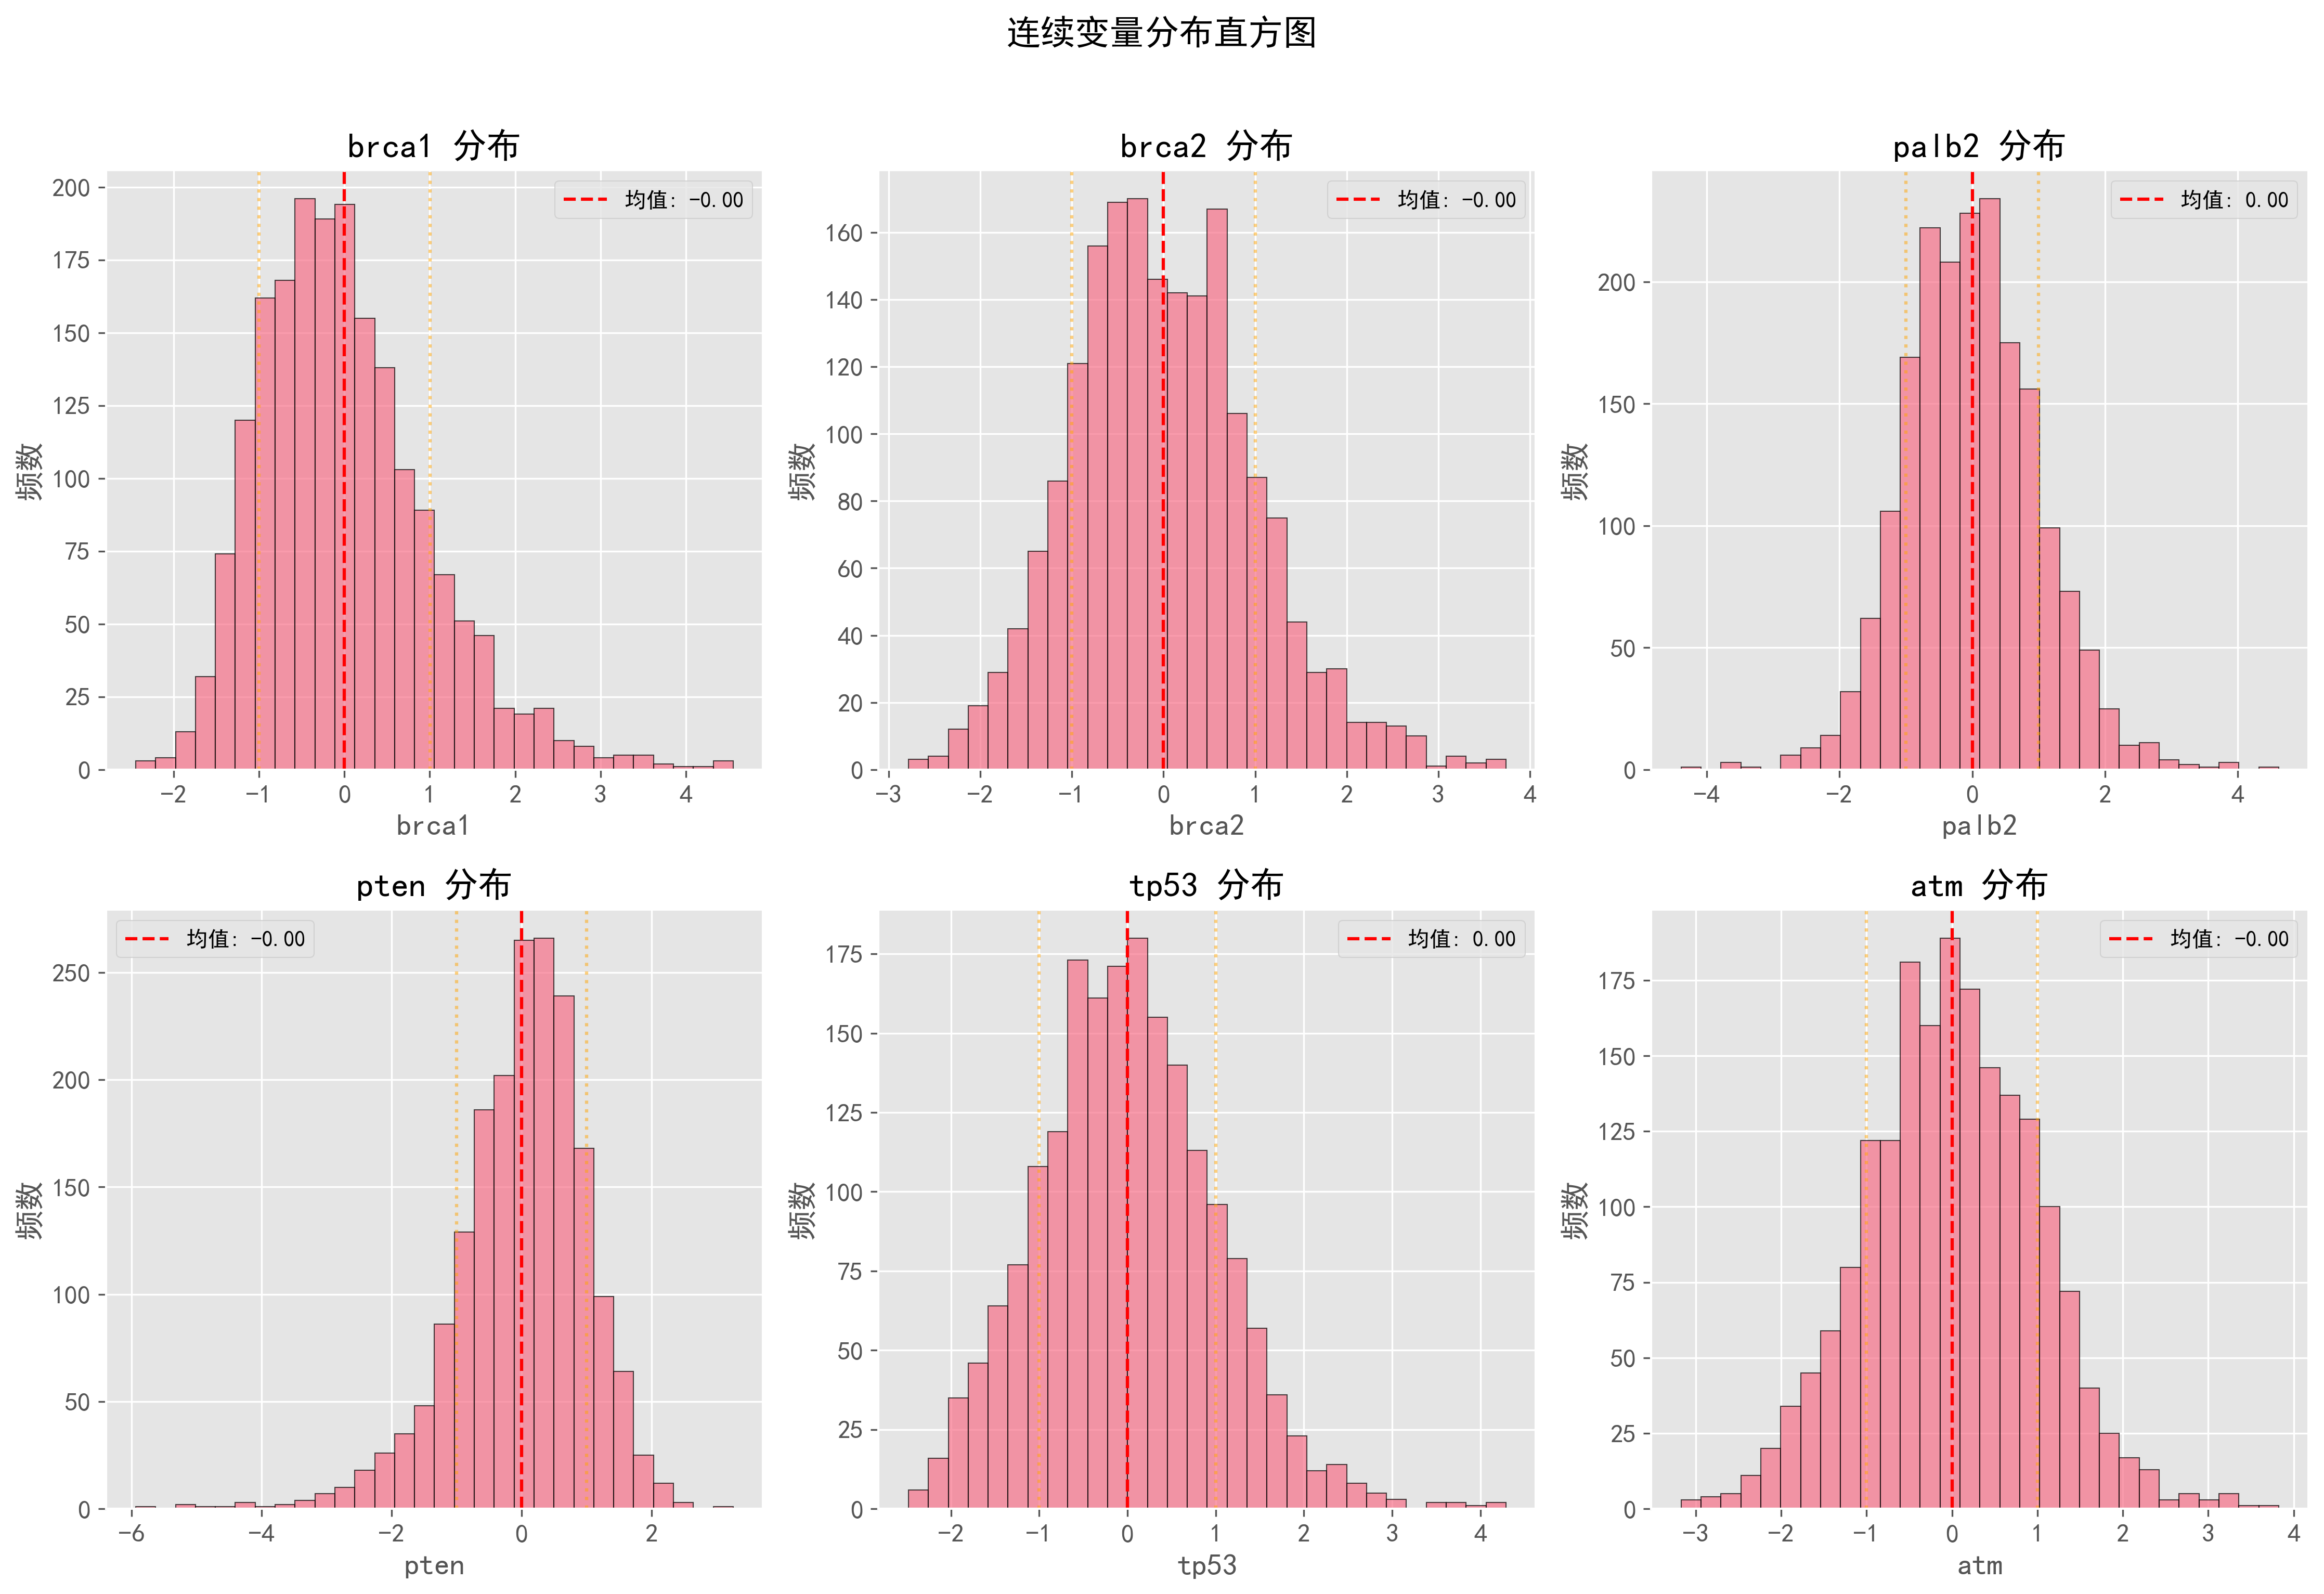 连续变量分布直方图
brca1 分布
200
175
150
125
100
75
50
25
0
频数
均值: -0.00
−2 −1 0 1 2 3 4
brca1
brca2 分布
160
140
120
100
80
60
40
20
0
频数
均值: -0.00
−3 −2 −1 0 1 2 3 4
brca2
palb2 分布
200
150
100
50
0
频数
均值: 0.00
−4 −2 0 2 4
palb2
pten 分布
250
200
150
100
50
0
频数
均值: -0.00
−6 −4 −2 0 2
pten
tp53 分布
175
150
125
100
75
50
25
0
频数
均值: 0.00
−2 −1 0 1 2 3 4
tp53
atm 分布
175
150
125
100
75
50
25
0
频数
均值: -0.00
−3 −2 −1 0 1 2 3 4
atm